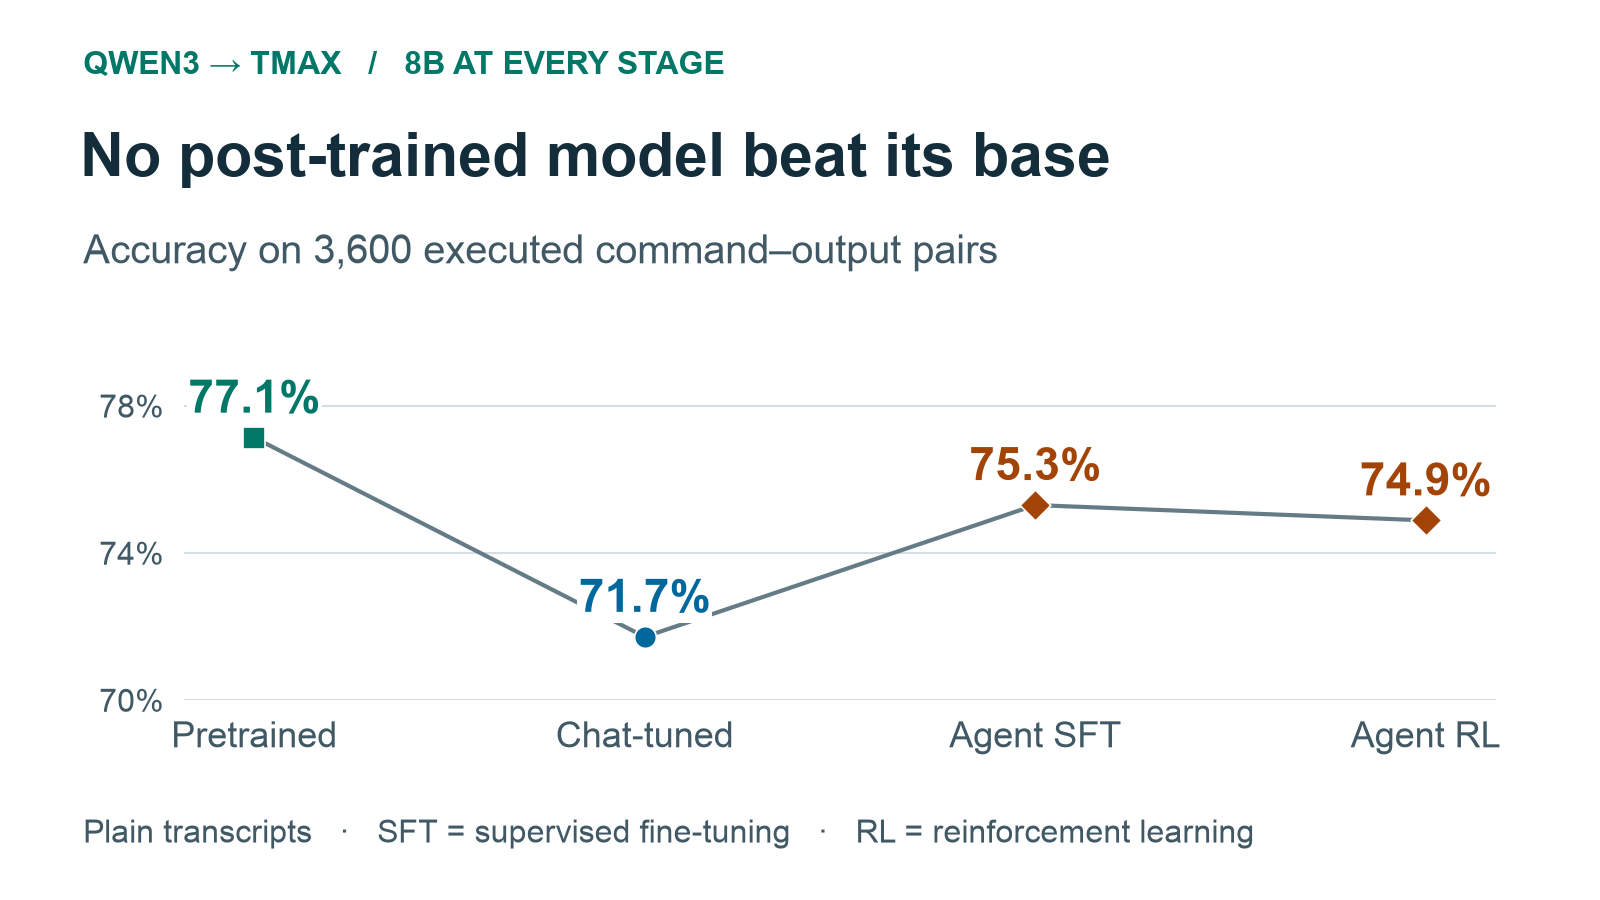 QWEN3 → TMAX / 8B AT EVERY STAGE
No post-trained model beat its base
Accuracy on 3,600 executed command–output pairs
78%
77.1%
75.3%
74.9%
74%
71.7%
70%
Pretrained Chat-tuned Agent SFT Agent RL
Plain transcripts · SFT = supervised fine-tuning · RL = reinforcement learning